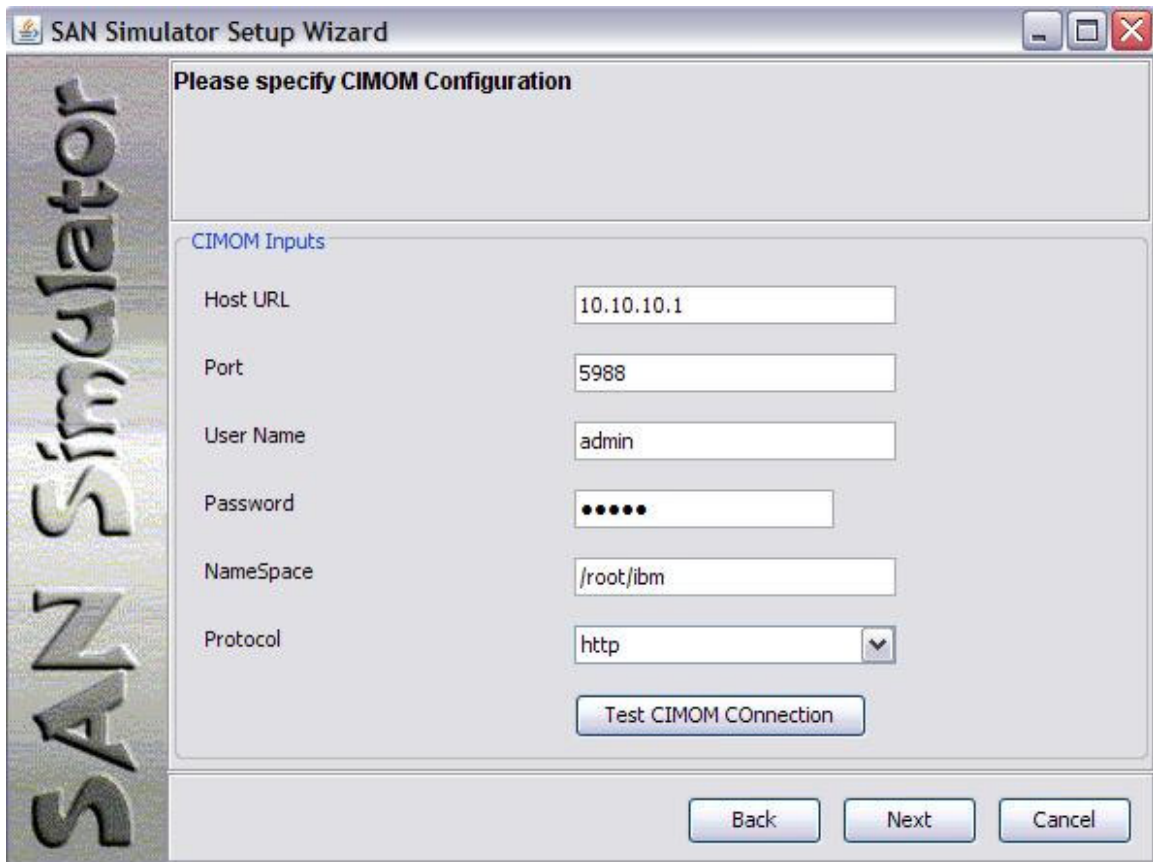 SAN Simulator Setup Wizard
SAN Simulator
Please specify CIMOM Configuration
CIMOM Inputs
Host URL 10.10.10.1
Port 5988
User Name admin
Password •••••
NameSpace /root/ibm
Protocol http
Test CIMOM COnnection
Back Next Cancel